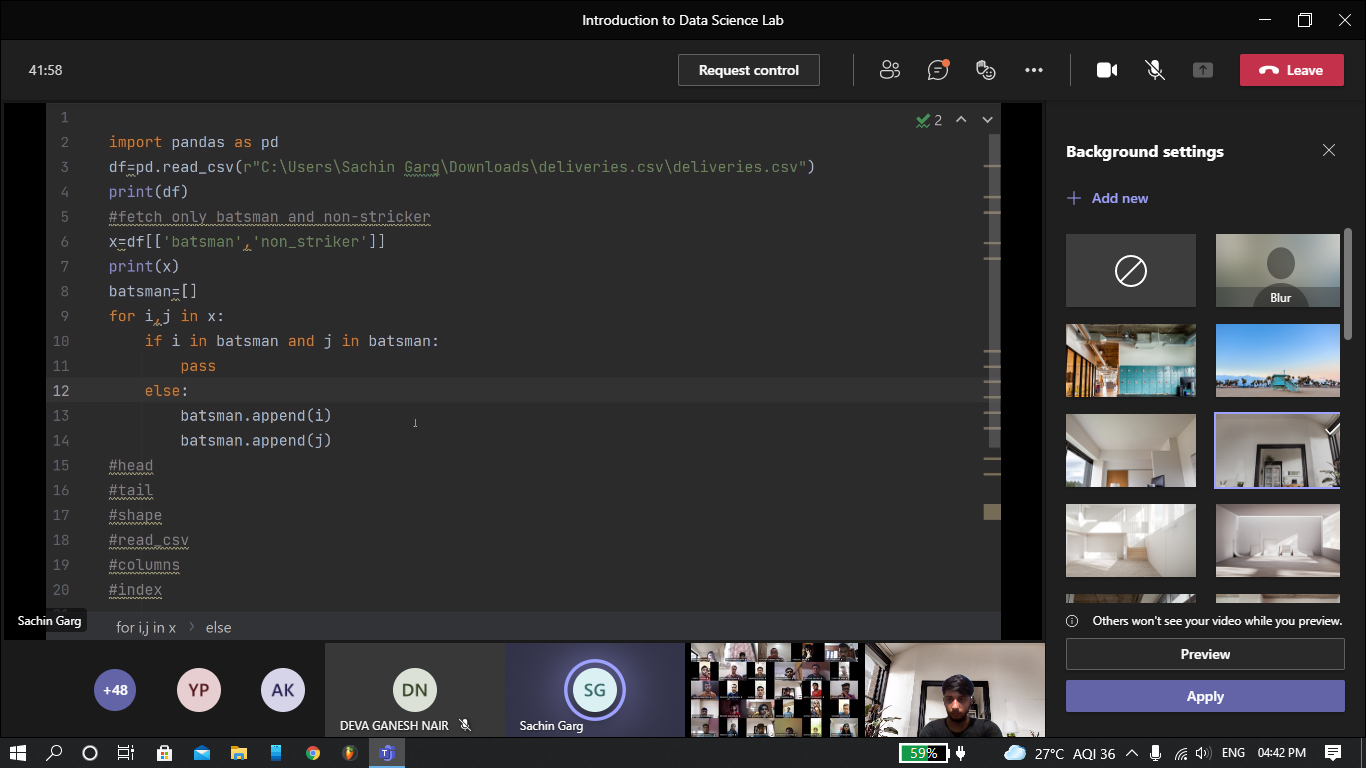 Introduction to Data Science Lab
41:58
Request control
Leave
1
2 import pandas as pd
3 df=pd.read_csv(r"C:\Users\Sachin Garg\Downloads\deliveries.csv\deliveries.csv")
4 print(df)
5 #fetch only batsman and non-stricker
6 x=df[['batsman','non_striker']]
7 print(x)
8 batsman=[]
9 for i,j in x:
10 if i in batsman and j in batsman:
11 pass
12 else:
13 batsman.append(i)
14 batsman.append(j)
15 #head
16 #tail
17 #shape
18 #read_csv
19 #columns
20 #index
2
Sachin Garg
for i,j in x > else
Background settings
+ Add new
Blur
Others won't see your video while you preview.
Preview
Apply
+48
YP
AK
DN
DEVA GANESH NAIR
SG
Sachin Garg
59%
27°C AQI 36
ENG
04:42 PM